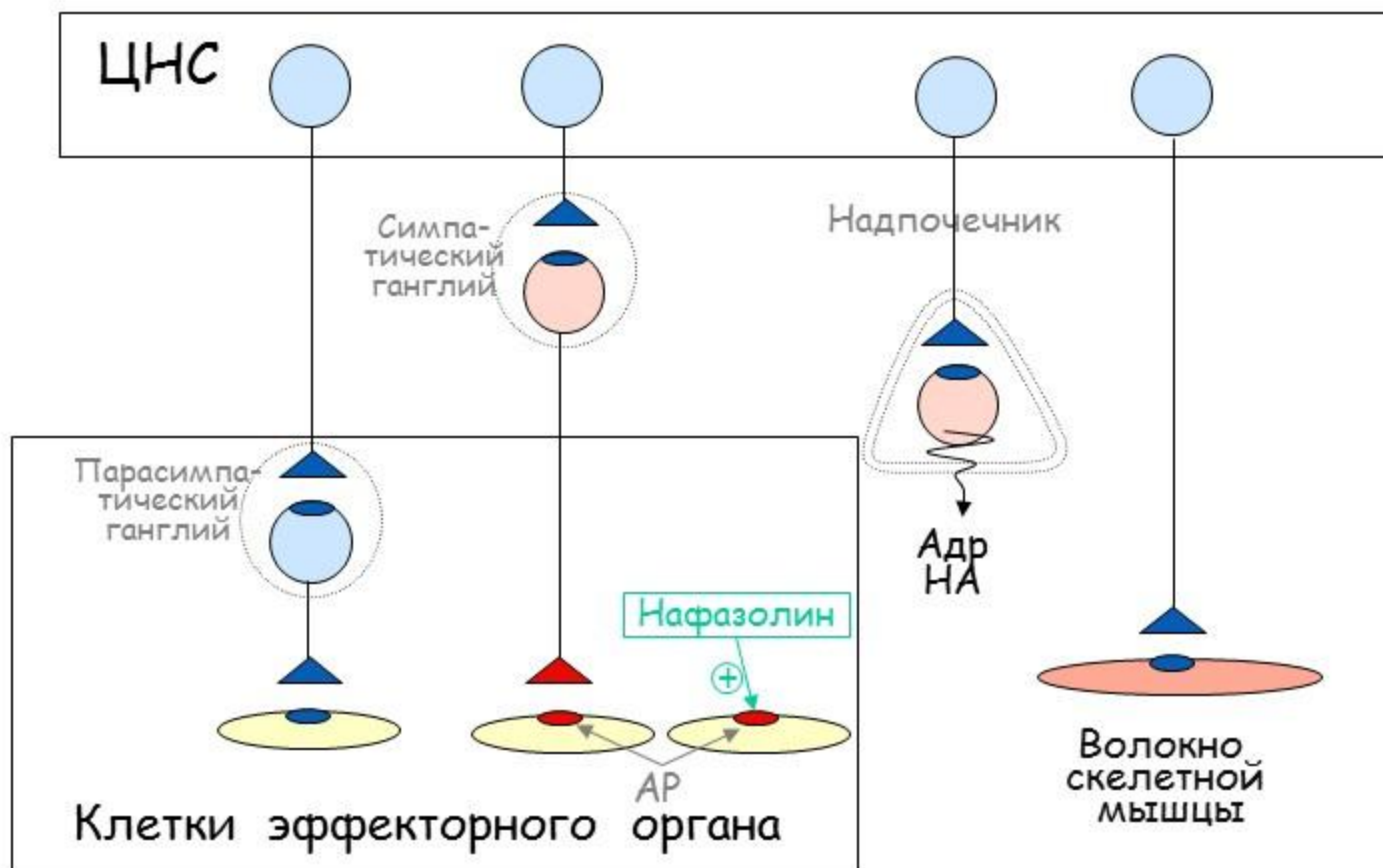 ЦНС
Симпа-
тический
ганглий
Надпочечник
Парасимпа-
тический
ганглий
Адр
НА
Нафазолин
+
АР
Волокно
скелетной
мышцы
Клетки эффекторного органа